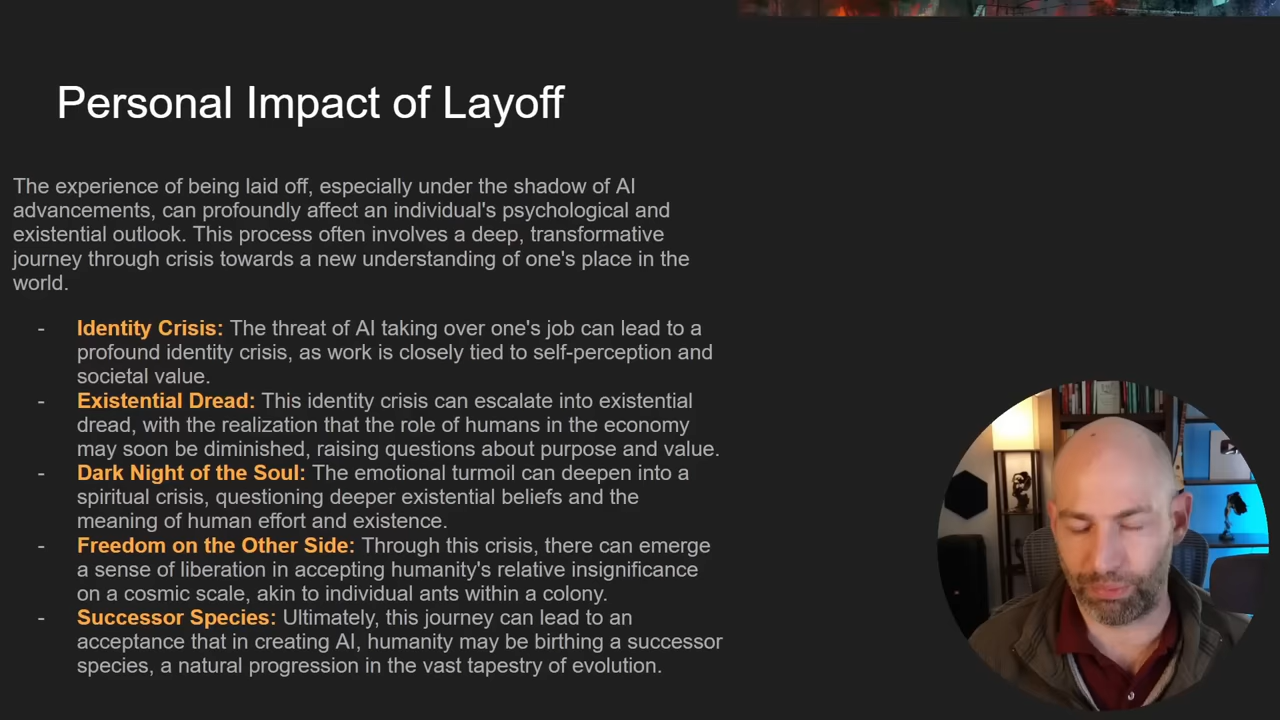 Personal Impact of Layoff
The experience of being laid off, especially under the shadow of AI
advancements, can profoundly affect an individual's psychological and
existential outlook. This process often involves a deep, transformative
journey through crisis towards a new understanding of one's place in the
world.
- Identity Crisis: The threat of AI taking over one's job can lead to a
profound identity crisis, as work is closely tied to self-perception and
societal value.
- Existential Dread: This identity crisis can escalate into existential
dread, with the realization that the role of humans in the economy
may soon be diminished, raising questions about purpose and value.
- Dark Night of the Soul: The emotional turmoil can deepen into a
spiritual crisis, questioning deeper existential beliefs and the
meaning of human effort and existence.
- Freedom on the Other Side: Through this crisis, there can emerge
a sense of liberation in accepting humanity's relative insignificance
on a cosmic scale, akin to individual ants within a colony.
- Successor Species: Ultimately, this journey can lead to an
acceptance that in creating AI, humanity may be birthing a successor
species, a natural progression in the vast tapestry of evolution.